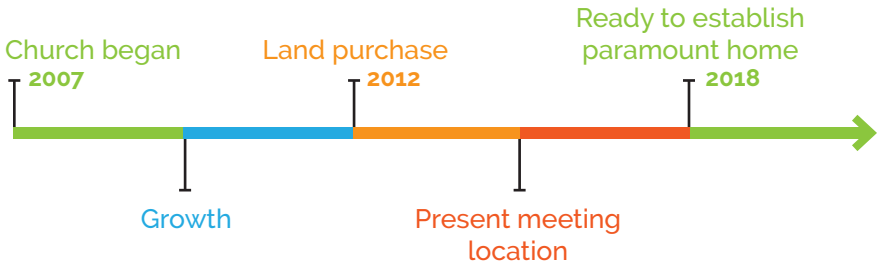 Church began
2007
Growth
Land purchase
2012
Present meeting
location
Ready to establish
paramount home
2018